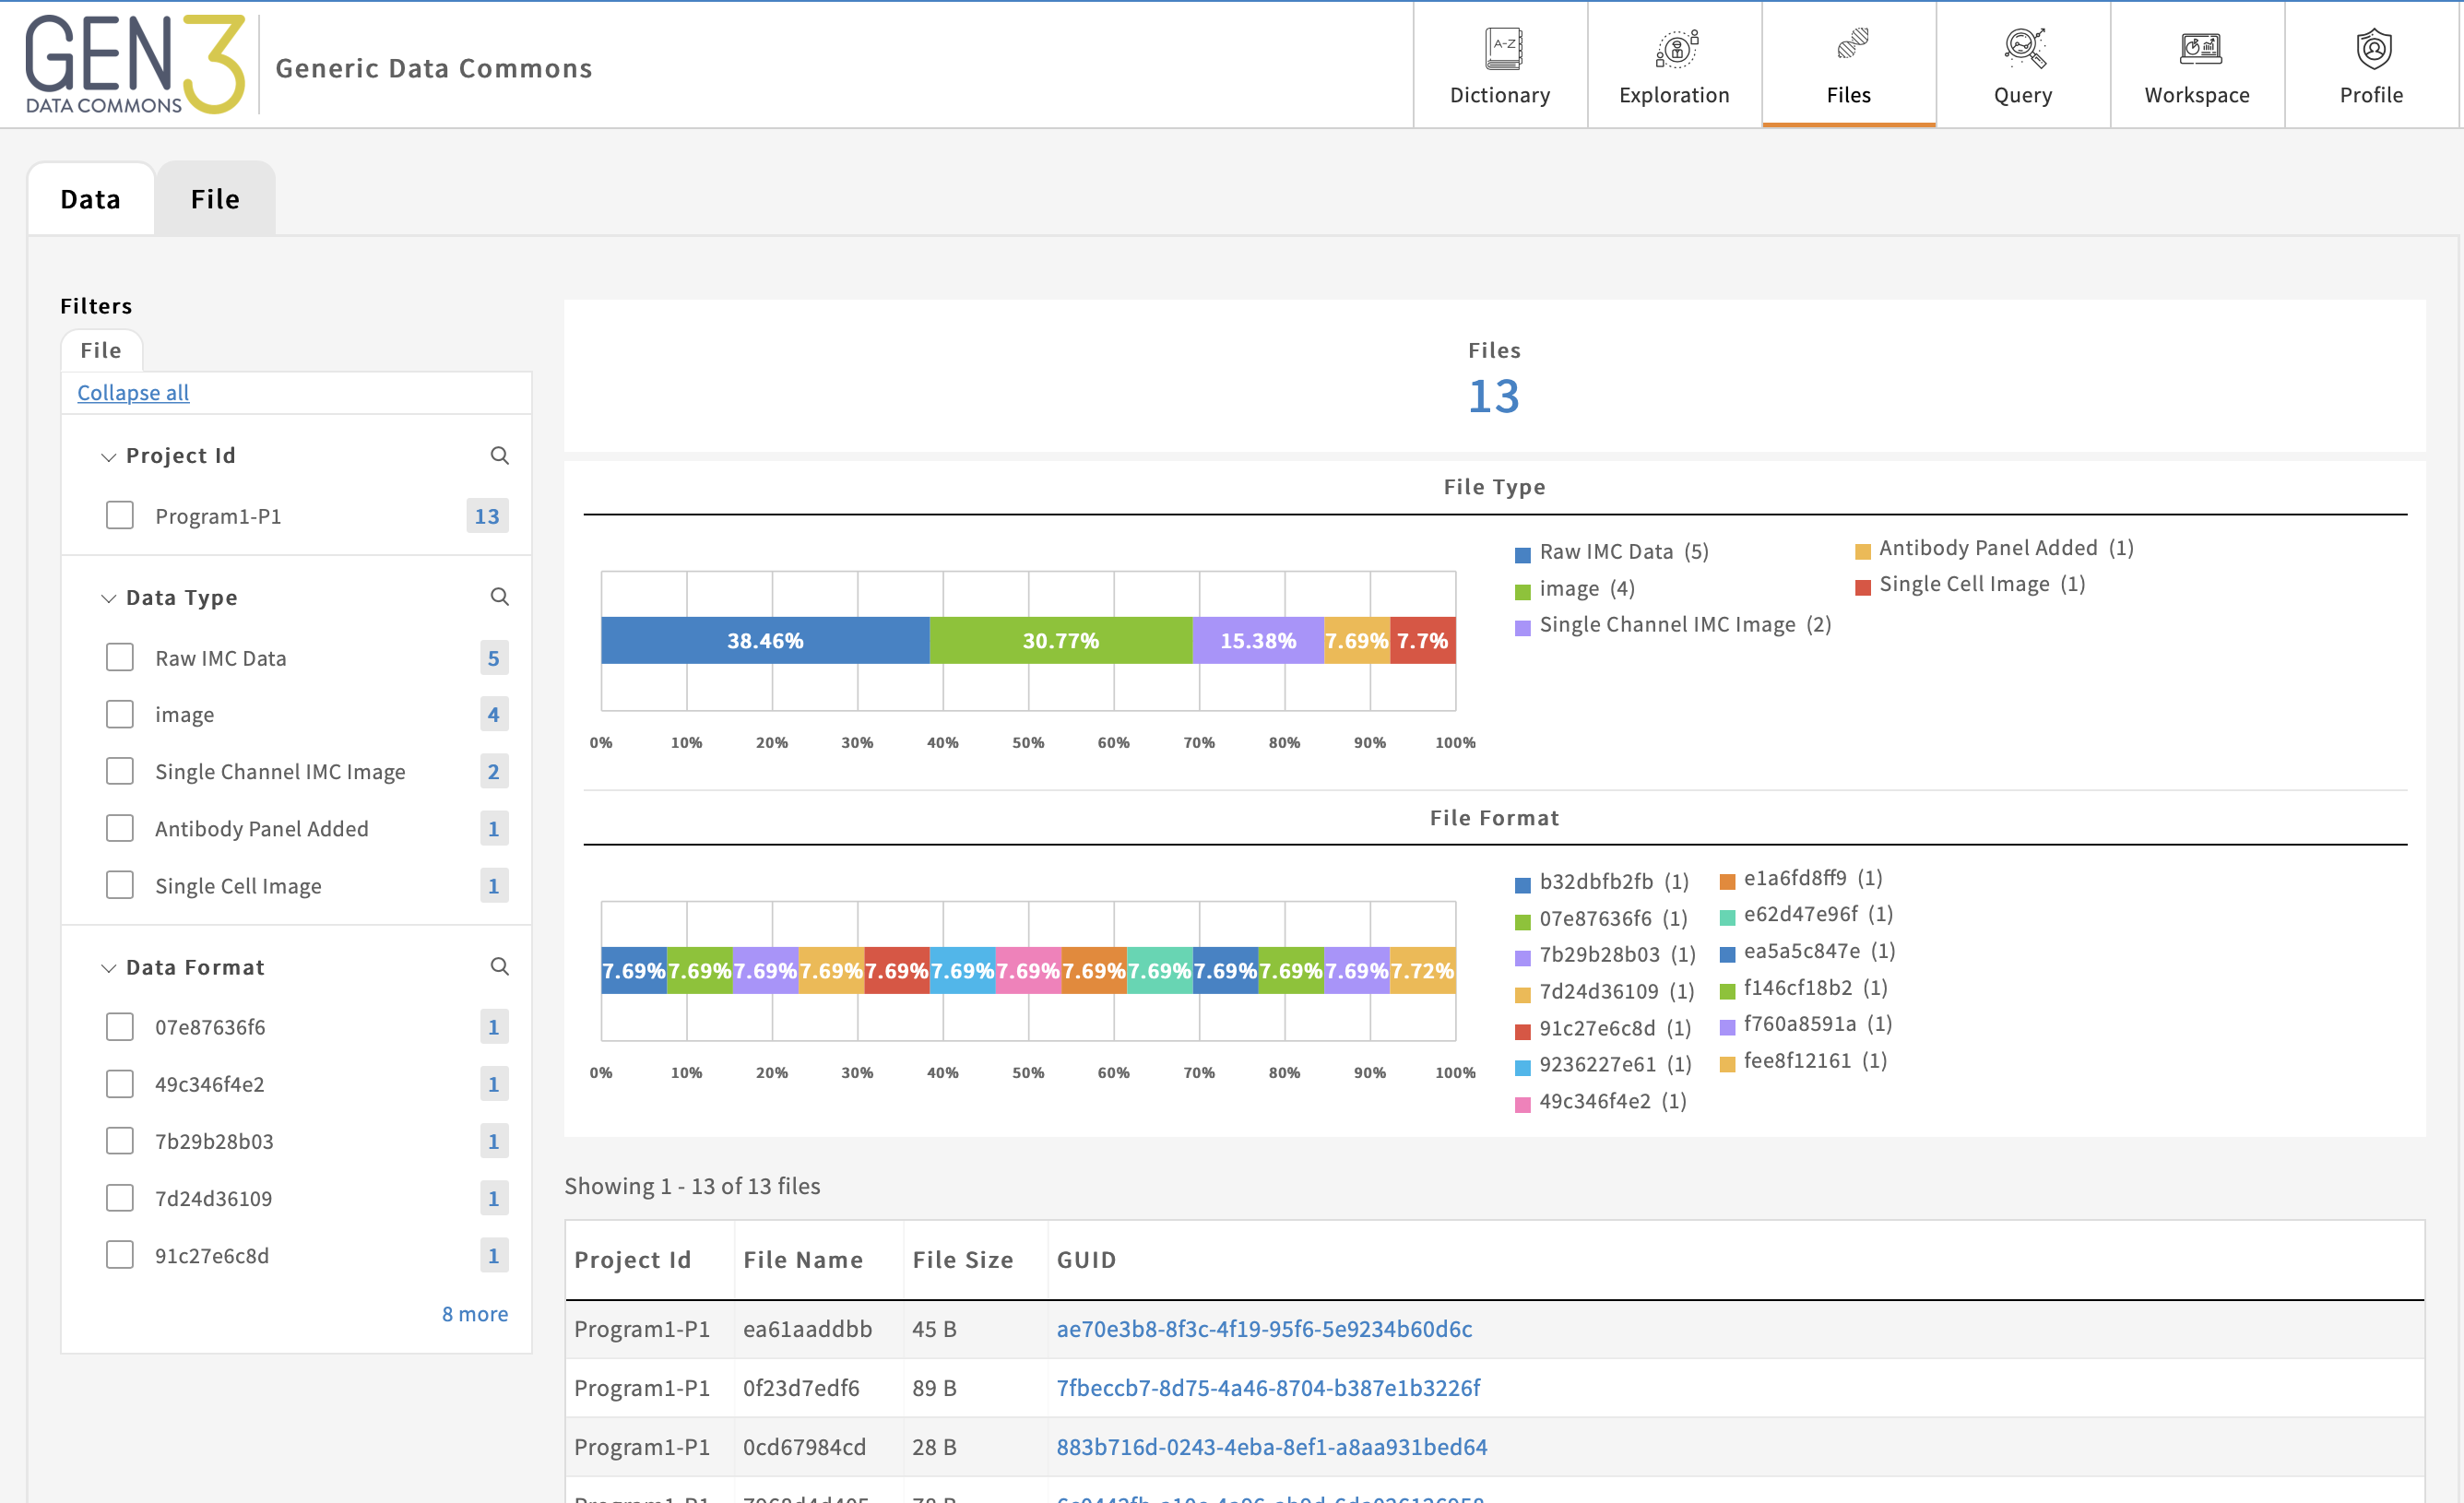 GEN3
DATA COMMONS
Generic Data Commons
A-Z
Dictionary
Exploration
Files
Query
Workspace
Profile
Data
File
Filters
File
Collapse all
Project Id
Program1-P1 13
Data Type
Raw IMC Data 5
image 4
Single Channel IMC Image 2
Antibody Panel Added 1
Single Cell Image 1
Data Format
07e87636f6 1
49c346f4e2 1
7b29b28b03 1
7d24d36109 1
91c27e6c8d 1
8 more
Files
13
File Type
38.46% 30.77% 15.38% 7.69% 7.7%
0% 10% 20% 30% 40% 50% 60% 70% 80% 90% 100%
Raw IMC Data (5)
image (4)
Single Channel IMC Image (2)
Antibody Panel Added (1)
Single Cell Image (1)
File Format
7.69% 7.69% 7.69% 7.69% 7.69% 7.69% 7.69% 7.69% 7.69% 7.69% 7.69% 7.69% 7.72%
0% 10% 20% 30% 40% 50% 60% 70% 80% 90% 100%
b32dbfb2fb (1)
07e87636f6 (1)
7b29b28b03 (1)
7d24d36109 (1)
91c27e6c8d (1)
9236227e61 (1)
49c346f4e2 (1)
e1a6fd8ff9 (1)
e62d47e96f (1)
ea5a5c847e (1)
f146cf18b2 (1)
f760a8591a (1)
fee8f12161 (1)
Showing 1 - 13 of 13 files
Project Id File Name File Size GUID
Program1-P1 ea61aaddbb 45 B ae70e3b8-8f3c-4f19-95f6-5e9234b60d6c
Program1-P1 0f23d7edf6 89 B 7fbeccb7-8d75-4a46-8704-b387e1b3226f
Program1-P1 0cd67984cd 28 B 883b716d-0243-4eba-8ef1-a8aa931bed64
Program1-P1